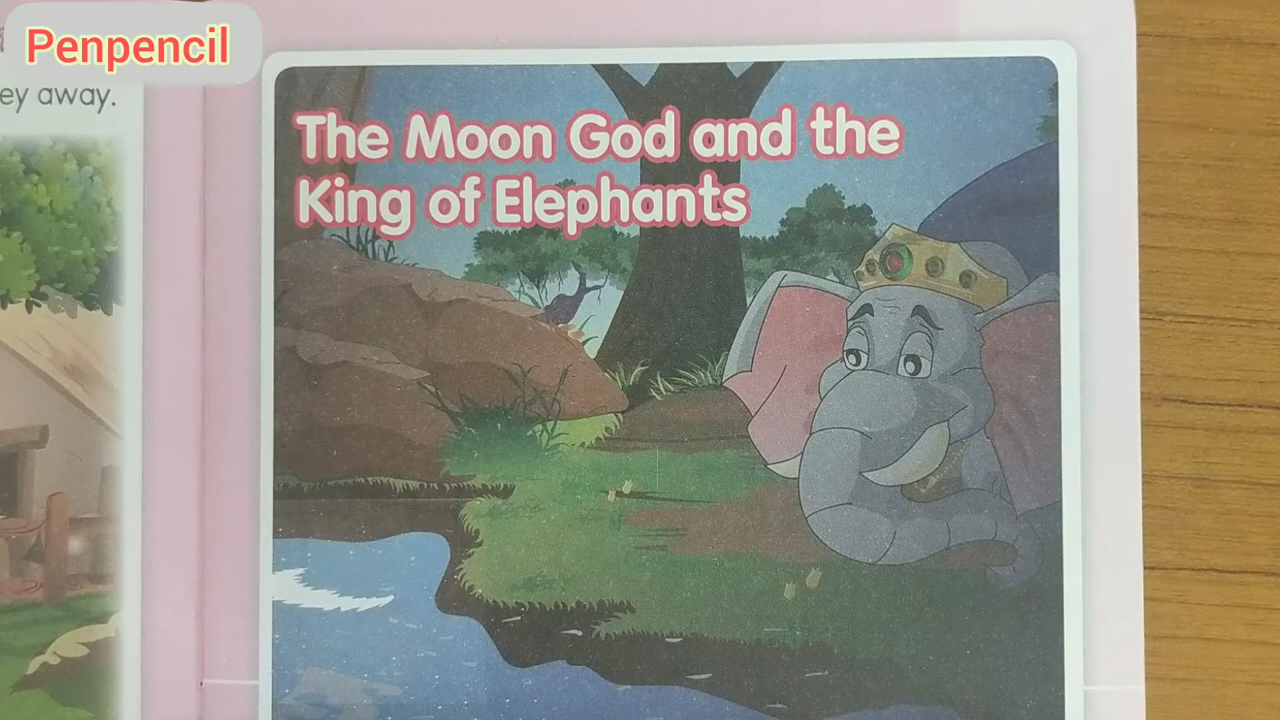 Penpencil
ey away.
The Moon God and the
King of Elephants